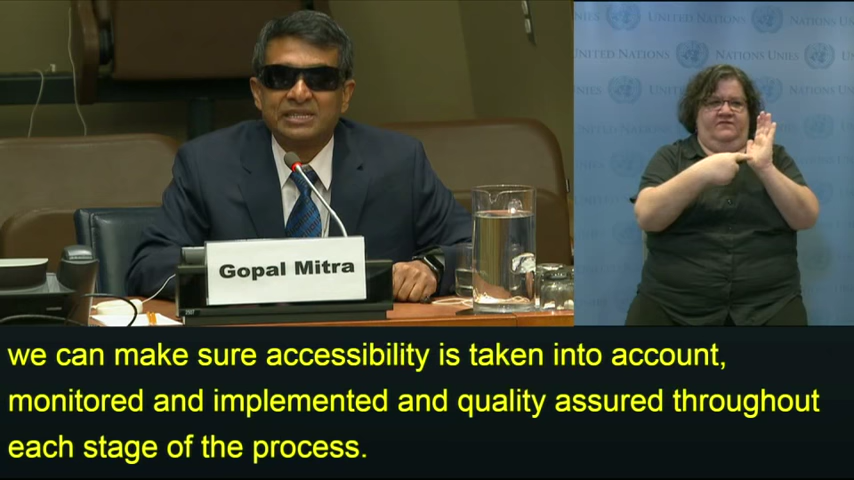 UNITED NATIONS
NATIONS UNIES
Gopal Mitra
we can make sure accessibility is taken into account,
monitored and implemented and quality assured throughout
each stage of the process.